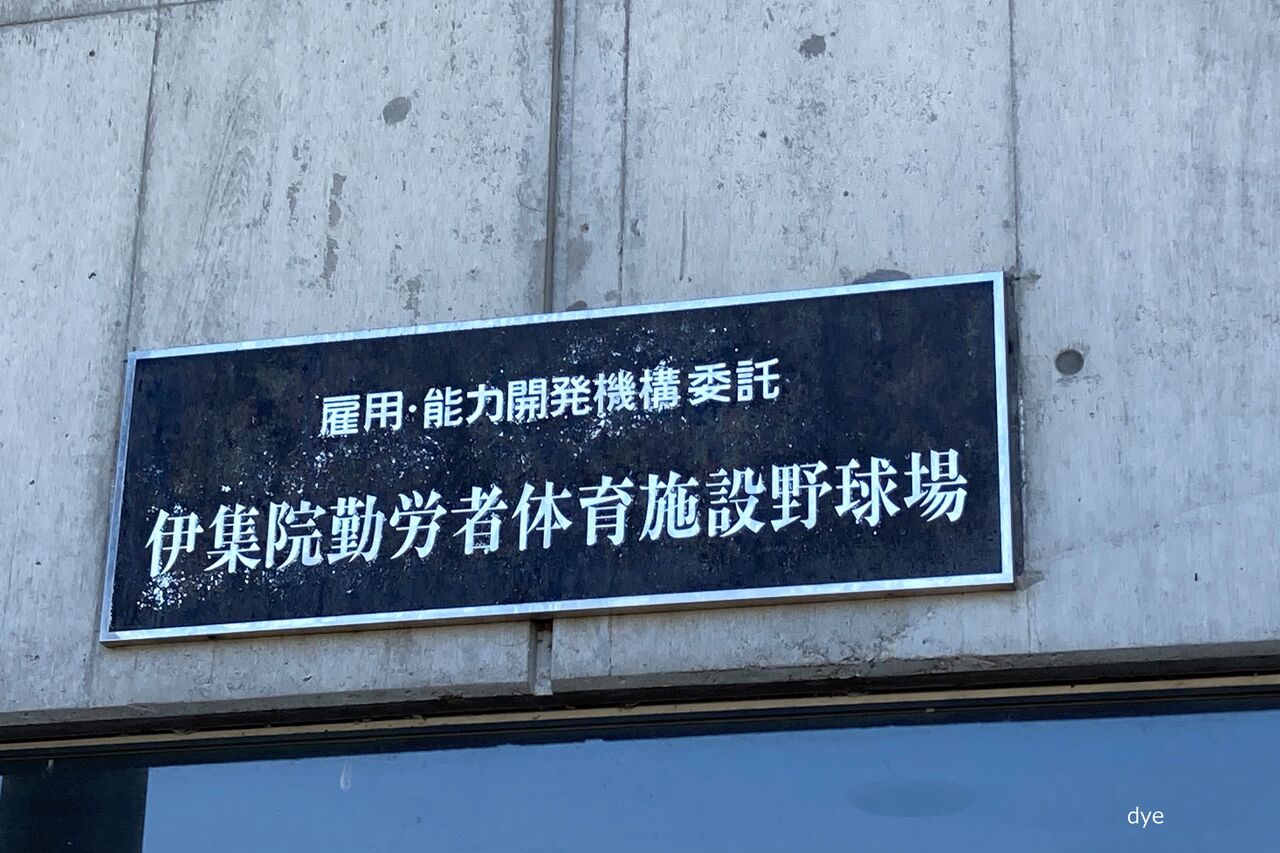 雇用･能力開発機構委託
伊集院勤労者体育施設野球場
dye